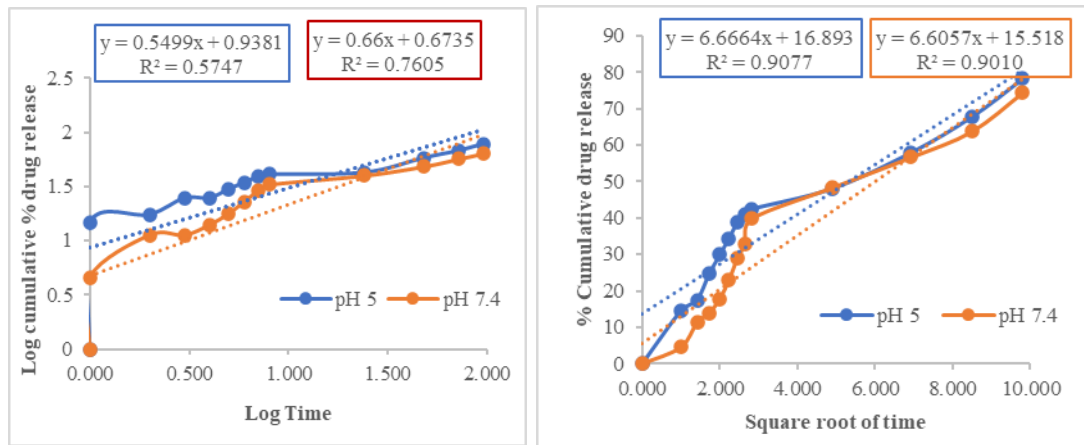 y = 0.5499x + 0.9381
R² = 0.5747
y = 0.66x + 0.6735
R² = 0.7605
Log cumulative % drug release
2.5
2
1.5
1
0.5
0
0.000
0.500
1.000
1.500
2.000
pH 5
pH 7.4
Log Time
y = 6.6664x + 16.893
R² = 0.9077
y = 6.6057x + 15.518
R² = 0.9010
% Cumulative drug release
90
80
70
60
50
40
30
20
10
0
0.000
2.000
4.000
6.000
8.000
10.000
pH 5
pH 7.4
Square root of time